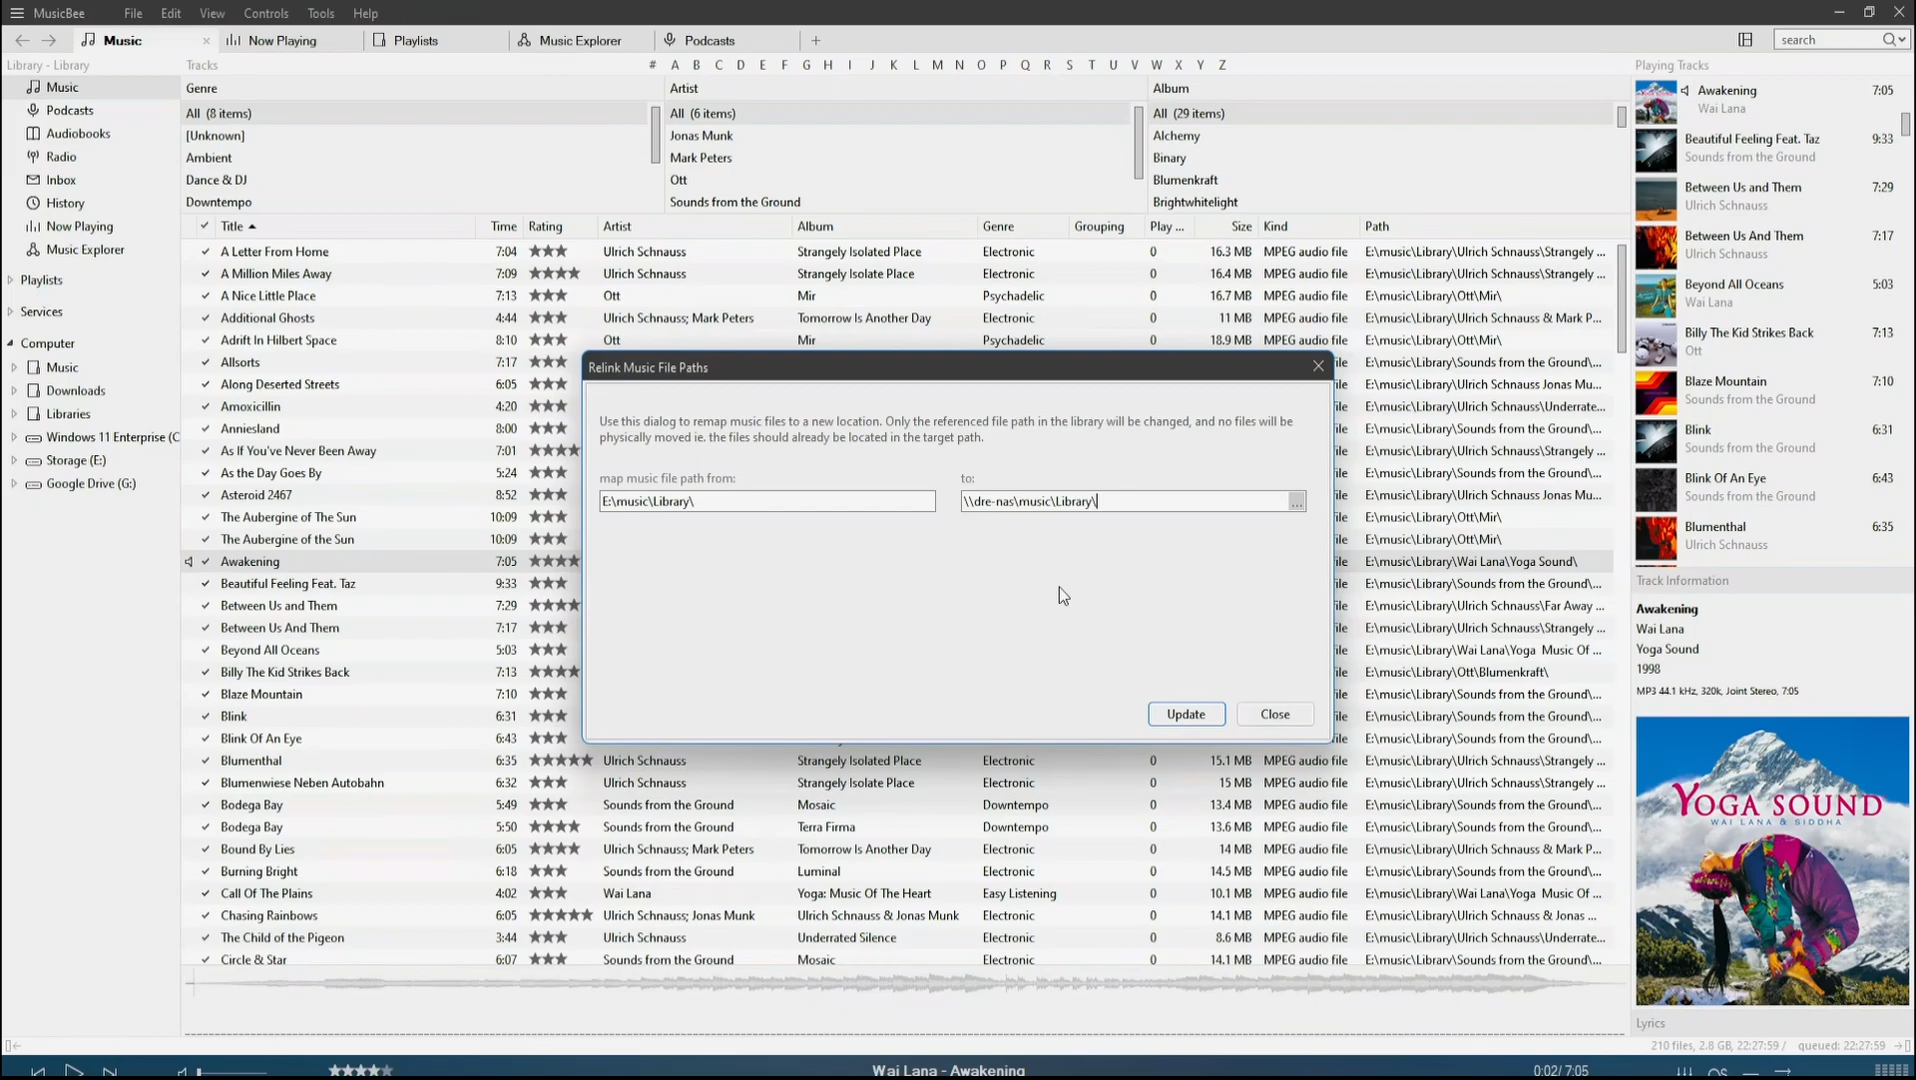 MusicBee File Edit View Controls Tools Help
Music × Now Playing Playlists Music Explorer Podcasts + search
Library - Library
Music
Podcasts
Audiobooks
Radio
Inbox
History
Now Playing
Music Explorer
Playlists
Services
Computer
Music
Downloads
Libraries
Windows 11 Enterprise (C
Storage (E:)
Google Drive (G:)
Tracks # A B C D E F G H I J K L M N O P Q R S T U V W X Y Z
Genre Artist Album
All (8 items) All (6 items) All (29 items)
[Unknown] Jonas Munk Alchemy
Ambient Mark Peters Binary
Dance & DJ Ott Blumenkraft
Downtempo Sounds from the Ground Brightwhitelight
Title Time Rating Artist Album Genre Grouping Play ... Size Kind Path
A Letter From Home 7:04 ★★★ Ulrich Schnauss Strangely Isolated Place Electronic 0 16.3 MB MPEG audio file E:\music\Library\Ulrich Schnauss\Strangely ...
A Million Miles Away 7:09 ★★★★ Ulrich Schnauss Strangely Isolate Place Electronic 0 16.4 MB MPEG audio file E:\music\Library\Ulrich Schnauss\Strangely ...
A Nice Little Place 7:13 ★★★ Ott Mir Psychadelic 0 16.7 MB MPEG audio file E:\music\Library\Ott\Mir\
Additional Ghosts 4:44 ★★★ Ulrich Schnauss; Mark Peters Tomorrow Is Another Day Electronic 0 11 MB MPEG audio file E:\music\Library\Ulrich Schnauss & Mark P...
Adrift In Hilbert Space 8:10 ★★★ Ott Mir Psychadelic 0 18.9 MB MPEG audio file E:\music\Library\Ott\Mir\
Allsorts 7:17 ★★★ file E:\music\Library\Sounds from the Ground\...
Along Deserted Streets 6:05 ★★★ file E:\music\Library\Ulrich Schnauss Jonas Mu...
Amoxicillin 4:20 ★★★ file E:\music\Library\Ulrich Schnauss\Underrate...
Anniesland 8:00 ★★★ file E:\music\Library\Sounds from the Ground\...
As If You've Never Been Away 7:01 ★★★★ file E:\music\Library\Ulrich Schnauss\Strangely ...
As the Day Goes By 5:24 ★★★ file E:\music\Library\Sounds from the Ground\...
Asteroid 2467 8:52 ★★★ file E:\music\Library\Ulrich Schnauss Jonas Mu...
The Aubergine of The Sun 10:09 ★★★ file E:\music\Library\Ott\Mir\
The Aubergine of the Sun 10:09 ★★★ file E:\music\Library\Ott\Mir\
Awakening 7:05 ★★★★ file E:\music\Library\Wai Lana\Yoga Sound\
Beautiful Feeling Feat. Taz 9:33 ★★★ file E:\music\Library\Sounds from the Ground\...
Between Us and Them 7:29 ★★★★ file E:\music\Library\Ulrich Schnauss\Far Away ...
Between Us And Them 7:17 ★★★ file E:\music\Library\Ulrich Schnauss\Strangely ...
Beyond All Oceans 5:03 ★★★ file E:\music\Library\Wai Lana\Yoga Music Of ...
Billy The Kid Strikes Back 7:13 ★★★★ file E:\music\Library\Ott\Blumenkraft\
Blaze Mountain 7:10 ★★★ file E:\music\Library\Sounds from the Ground\...
Blink 6:31 ★★★ file E:\music\Library\Sounds from the Ground\...
Blink Of An Eye 6:43 ★★★ file E:\music\Library\Sounds from the Ground\...
Blumenthal 6:35 ★★★★★ Ulrich Schnauss Strangely Isolated Place Electronic 0 15.1 MB MPEG audio file E:\music\Library\Ulrich Schnauss\Strangely ...
Blumenwiese Neben Autobahn 6:32 ★★★ Ulrich Schnauss Strangely Isolate Place Electronic 0 15 MB MPEG audio file E:\music\Library\Ulrich Schnauss\Strangely ...
Bodega Bay 5:49 ★★★ Sounds from the Ground Mosaic Downtempo 0 13.4 MB MPEG audio file E:\music\Library\Sounds from the Ground\...
Bodega Bay 5:50 ★★★★ Sounds from the Ground Terra Firma Downtempo 0 13.6 MB MPEG audio file E:\music\Library\Sounds from the Ground\...
Bound By Lies 6:05 ★★★★ Ulrich Schnauss; Mark Peters Tomorrow Is Another Day Electronic 0 14 MB MPEG audio file E:\music\Library\Ulrich Schnauss & Mark P...
Burning Bright 6:18 ★★★ Sounds from the Ground Luminal Electronic 0 14.5 MB MPEG audio file E:\music\Library\Sounds from the Ground\...
Call Of The Plains 4:02 ★★★ Wai Lana Yoga: Music Of The Heart Easy Listening 0 10.1 MB MPEG audio file E:\music\Library\Wai Lana\Yoga Music Of ...
Chasing Rainbows 6:05 ★★★★★ Ulrich Schnauss; Jonas Munk Ulrich Schnauss & Jonas Munk Electronic 0 14.1 MB MPEG audio file E:\music\Library\Ulrich Schnauss & Jonas ...
The Child of the Pigeon 3:44 ★★★ Ulrich Schnauss Underrated Silence Electronic 0 8.6 MB MPEG audio file E:\music\Library\Ulrich Schnauss\Underrate...
Circle & Star 6:07 ★★★ Sounds from the Ground Mosaic Electronic 0 14.1 MB MPEG audio file E:\music\Library\Sounds from the Ground\...
Relink Music File Paths
Use this dialog to remap music files to a new location. Only the referenced file path in the library will be changed, and no files will be
physically moved ie. the files should already be located in the target path.
map music file path from: to:
E:\music\Library\ \\dre-nas\music\Library\ ...
Update Close
Playing Tracks
Awakening 7:05
Wai Lana
Beautiful Feeling Feat. Taz 9:33
Sounds from the Ground
Between Us and Them 7:29
Ulrich Schnauss
Between Us And Them 7:17
Ulrich Schnauss
Beyond All Oceans 5:03
Wai Lana
Billy The Kid Strikes Back 7:13
Ott
Blaze Mountain 7:10
Sounds from the Ground
Blink 6:31
Sounds from the Ground
Blink Of An Eye 6:43
Sounds from the Ground
Blumenthal 6:35
Ulrich Schnauss
Track Information
Awakening
Wai Lana
Yoga Sound
1998
MP3 44.1 kHz, 320k, Joint Stereo, 7:05
YOGA SOUND
WAI LANA & SIDDHA
Lyrics
210 files, 2.8 GB, 22:27:59 / queued: 22:27:59
★★★★★ Wai Lana - Awakening 0:02/ 7:05